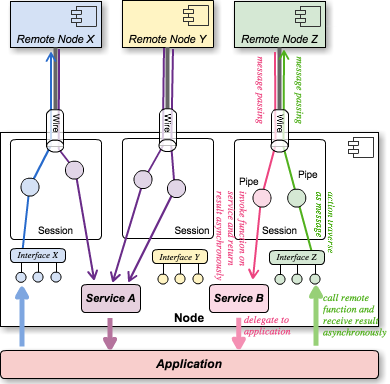 Remote Node X
Remote Node Y
Remote Node Z
message passing
message passing
Wire
Wire
Wire
Pipe
Pipe
Session
Session
Session
invoke function on
service and return
result asynchronously
action traverse
as message
Interface X
Interface Y
Interface Z
Service A
Service B
Node
call remote
function and
receive result
asynchronously
delegate to
application
Application